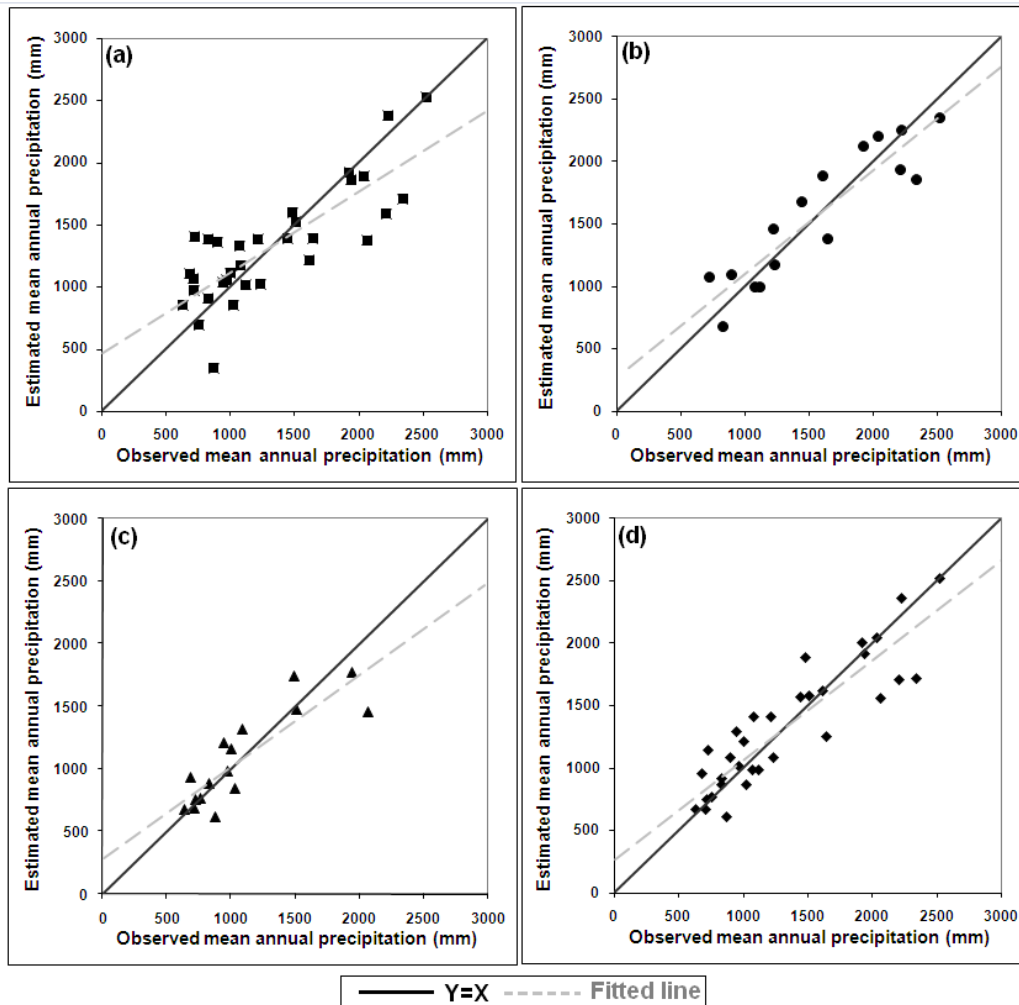 (a)
Estimated mean annual precipitation (mm)
3000
2500
2000
1500
1000
500
0
0 500 1000 1500 2000 2500 3000
Observed mean annual precipitation (mm)
(b)
Estimated mean annual precipitation (mm)
3000
2500
2000
1500
1000
500
0
0 500 1000 1500 2000 2500 3000
Observed mean annual precipitation (mm)
(c)
Estimated mean annual precipitation (mm)
3000
2500
2000
1500
1000
500
0
0 500 1000 1500 2000 2500 3000
Observed mean annual precipitation (mm)
(d)
Estimated mean annual precipitation (mm)
3000
2500
2000
1500
1000
500
0
0 500 1000 1500 2000 2500 3000
Observed mean annual precipitation (mm)
Y=X Fitted line